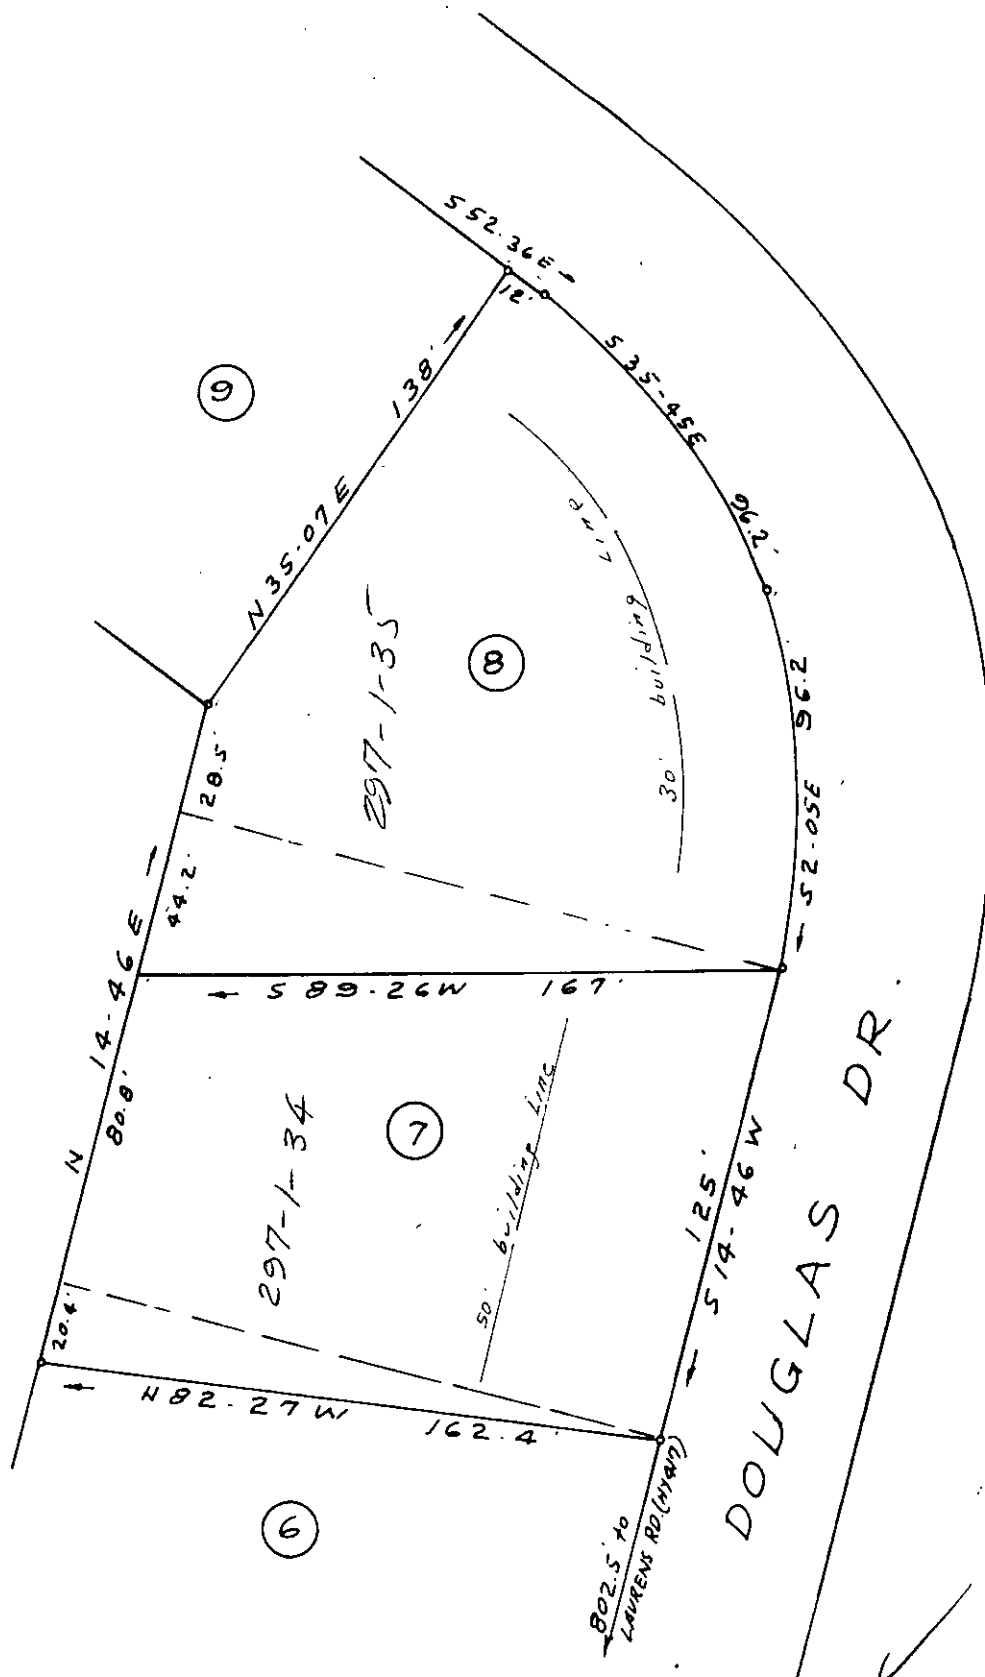 S 52.36 E
12'
S 35-45 E
96.2'
138'
N 35-07 E
9
8
297-1-35
30' building Line
28.5'
44.2'
S 2-05 E 96.2
S 89.26 W 167'
N 14-46 E
80.8'
7
297-1-34
50' building Line
125'
S 14-46 W
20.4'
N 82-27 W 162.4'
6
802.5' to
LAURENS RD.
DOUGLAS DR.